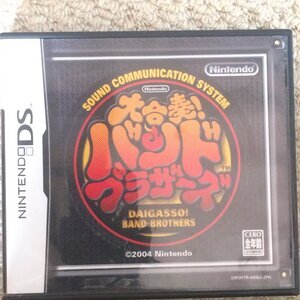 Nintendo
SOUND COMMUNICATION SYSTEM
Nintendo
大合奏!
バンド
ブラザーズ
TM
DAIGASSO!
BAND-BROTHERS
©2004 Nintendo
NINTENDO DS
CERO
全年齢